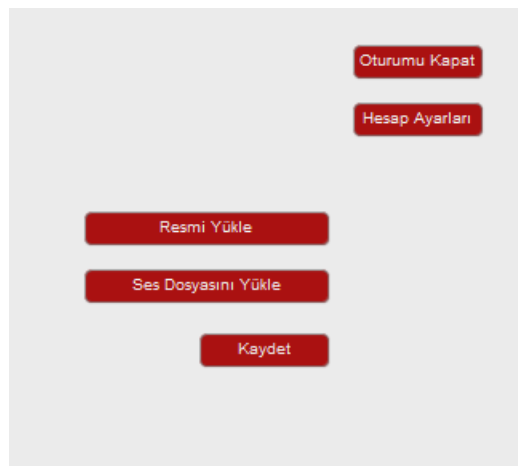 Oturumu Kapat
Hesap Ayarları
Resmi Yükle
Ses Dosyasını Yükle
Kaydet